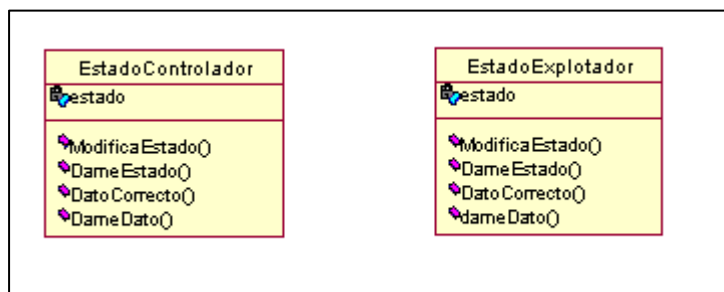 EstadoControlador
estado
ModificaEstado()
DameEstado()
DatoCorrecto()
DameDato()
EstadoExplotador
estado
ModificaEstado()
DameEstado()
DatoCorrecto()
dameDato()